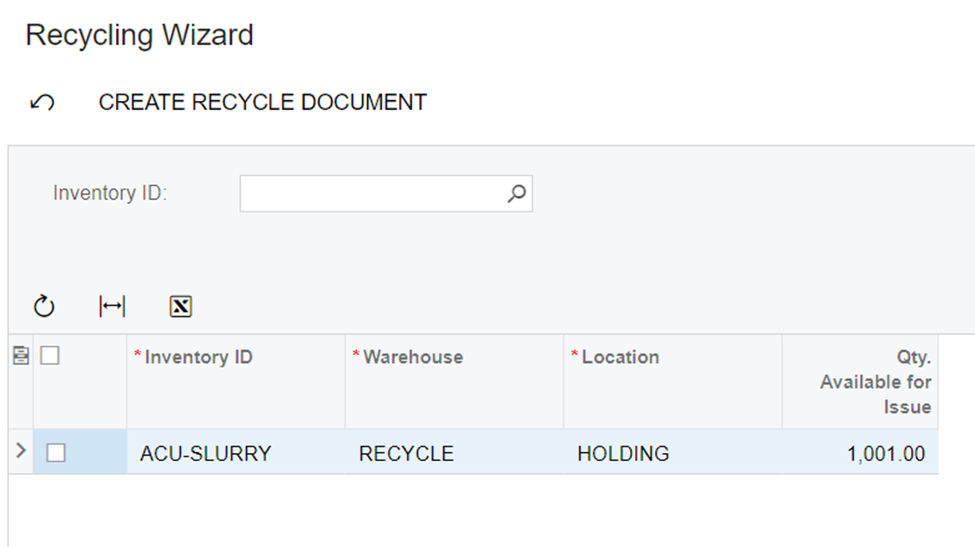 Recycling Wizard
CREATE RECYCLE DOCUMENT
Inventory ID:
*Inventory ID *Warehouse *Location Qty.
Available for
Issue
ACU-SLURRY RECYCLE HOLDING 1,001.00